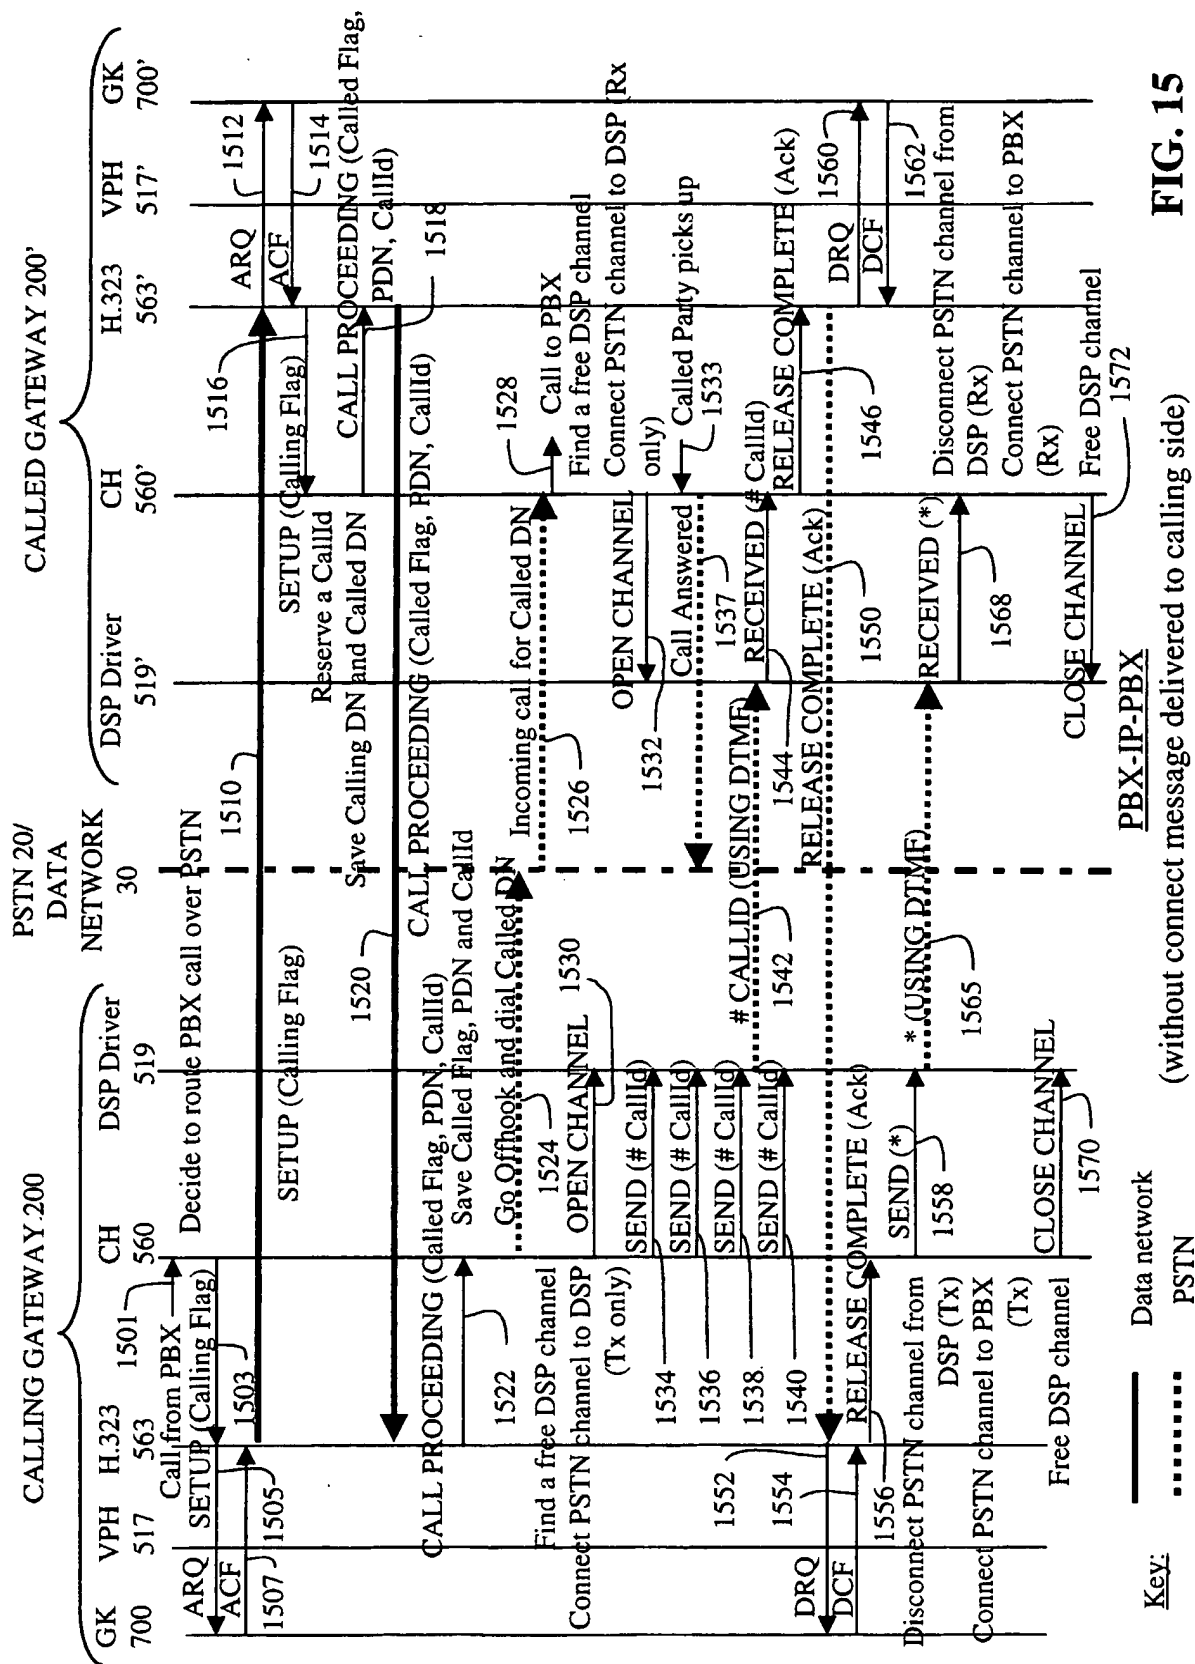 CALLING GATEWAY 200
PSTN 20/
DATA
NETWORK
30
CALLED GATEWAY 200'
GK
700
VPH
517
H.323
563
CH
560
DSP Driver
519
DSP Driver
519'
CH
560'
H.323
563'
VPH
517'
GK
700'
1501
Call from PBX
Decide to route PBX call over PSTN
ARQ
SETUP (Calling Flag)
ACF
1503
1505
1507
SETUP (Calling Flag)
1510
ARQ
1512
ACF
1514
1516
SETUP (Calling Flag)
Reserve a CallId
Save Calling DN and Called DN
CALL PROCEEDING (Called Flag,
PDN, CallId)
1518
1520
CALL PROCEEDING (Called Flag, PDN, CallId)
CALL PROCEEDING (Called Flag, PDN, CallId)
Save Called Flag, PDN and CallId
1522
Go Offhook and dial Called DN
1524
Incoming call for Called DN
1526
1528
Call to PBX
Find a free DSP channel
Connect PSTN channel to DSP (Rx
only)
Find a free DSP channel
Connect PSTN channel to DSP
(Tx only)
OPEN CHANNEL
1530
OPEN CHANNEL
1532
Called Party picks up
1533
Call Answered
1537
SEND (# CallId)
1534
SEND (# CallId)
1536
SEND (# CallId)
1538
SEND (# CallId)
1540
# CALLID (USING DTMF)
1542
RECEIVED (# CallId)
1544
RELEASE COMPLETE (Ack)
1546
RELEASE COMPLETE (Ack)
1550
DRQ
1552
DCF
1554
RELEASE COMPLETE (Ack)
1556
DRQ
1560
DCF
1562
Disconnect PSTN channel from
DSP (Tx)
Connect PSTN channel to PBX
(Tx)
Free DSP channel
SEND (*)
1558
* (USING DTMF)
1565
RECEIVED (*)
1568
Disconnect PSTN channel from
DSP (Rx)
Connect PSTN channel to PBX
(Rx)
Free DSP channel
CLOSE CHANNEL
1570
CLOSE CHANNEL
1572
Key:
Data network
PSTN
PBX-IP-PBX
(without connect message delivered to calling side)
FIG. 15